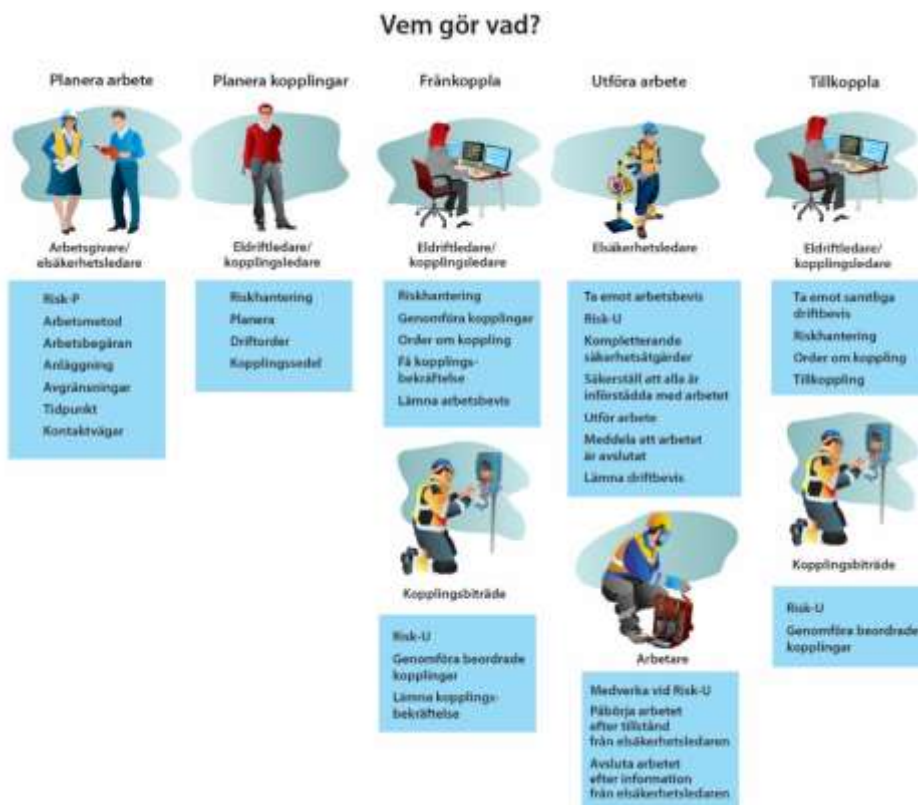 Vem gör vad?
Planera arbete
Arbetsgivare/
elsäkerhetsledare
Risk-P
Arbetsmetod
Arbetsbegäran
Anläggning
Avgränsningar
Tidpunkt
Kontaktvägar
Planera kopplingar
Eldriftledare/
kopplingsledare
Riskhantering
Planera
Driftorder
Kopplingssedel
Frånkoppla
Eldriftledare/
kopplingsledare
Riskhantering
Genomföra kopplingar
Order om koppling
Få kopplings-
bekräftelse
Lämna arbetsbevis
Kopplingsbiträde
Risk-U
Genomföra beordrade
kopplingar
Lämna kopplings-
bekräftelse
Utföra arbete
Elsäkerhetsledare
Ta emot arbetsbevis
Risk-U
Kompletterande
säkerhetsåtgärder
Säkerställ att alla är
införstådda med arbetet
Utför arbete
Meddela att arbetet
är avslutat
Lämna driftbevis
Arbetare
Medverka vid Risk-U
Påbörja arbetet
efter tillstånd
från elsäkerhetsledaren
Avsluta arbetet
efter information
från elsäkerhetsledaren
Tillkoppla
Eldriftledare/
kopplingsledare
Ta emot samtliga
driftbevis
Riskhantering
Order om koppling
Tillkoppling
Kopplingsbiträde
Risk-U
Genomföra beordrade
kopplingar